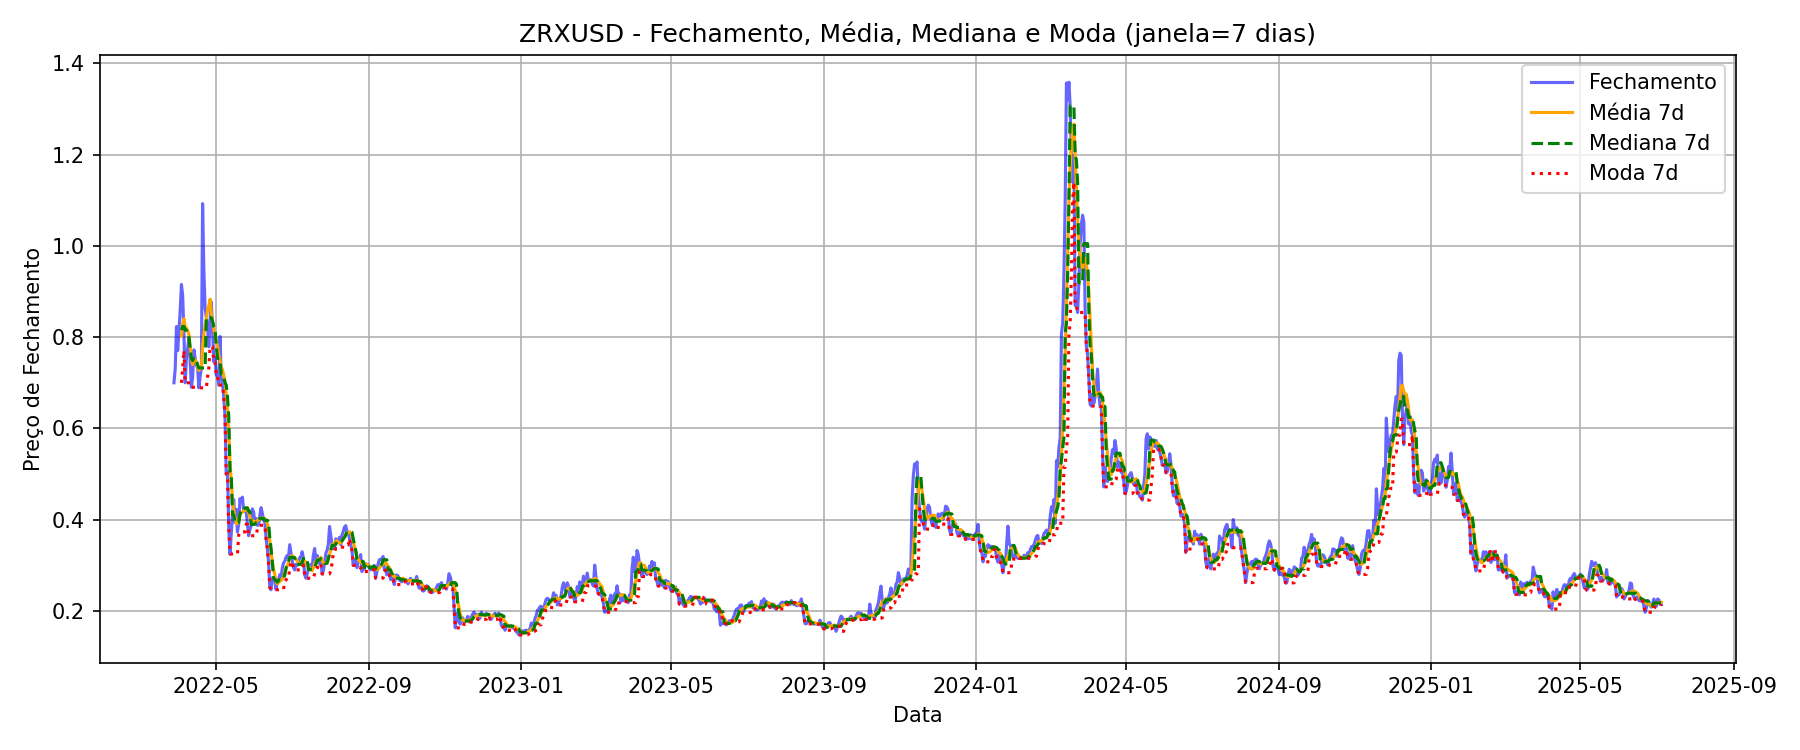 ZRXUSD - Fechamento, Média, Mediana e Moda (janela=7 dias)
Fechamento
Média 7d
Mediana 7d
Moda 7d
Preço de Fechamento
1.4
1.2
1.0
0.8
0.6
0.4
0.2
2022-05 2022-09 2023-01 2023-05 2023-09 2024-01 2024-05 2024-09 2025-01 2025-05 2025-09
Data